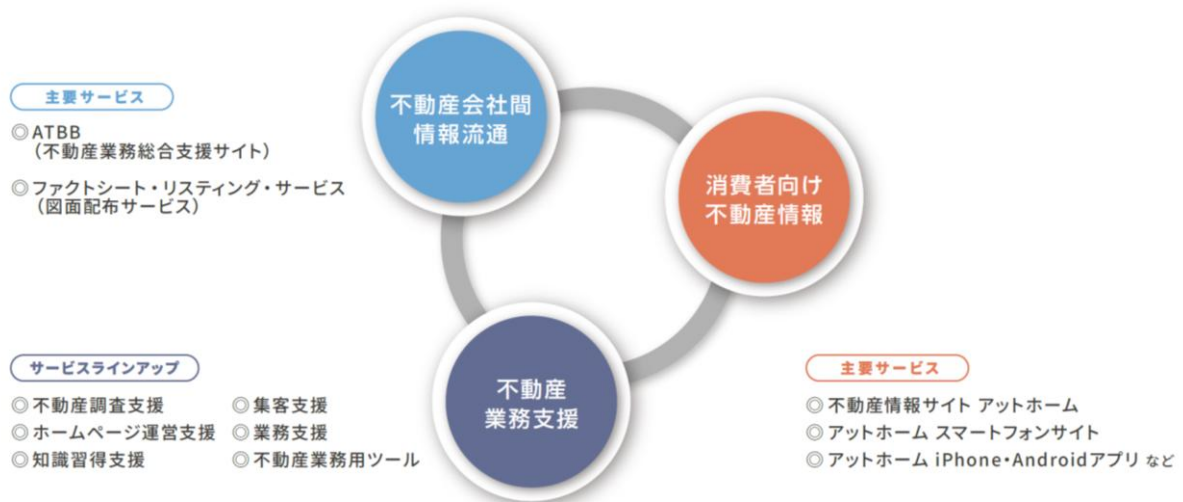 不動産会社間
情報流通
主要サービス
◎ATBB
(不動産業務総合支援サイト)
◎ファクトシート・リスティング・サービス
(図面配布サービス)
消費者向け
不動産情報
主要サービス
◎不動産情報サイト アットホーム
◎アットホーム スマートフォンサイト
◎アットホーム iPhone・Androidアプリ など
不動産
業務支援
サービスラインアップ
◎不動産調査支援
◎ホームページ運営支援
◎知識習得支援
◎集客支援
◎業務支援
◎不動産業務用ツール